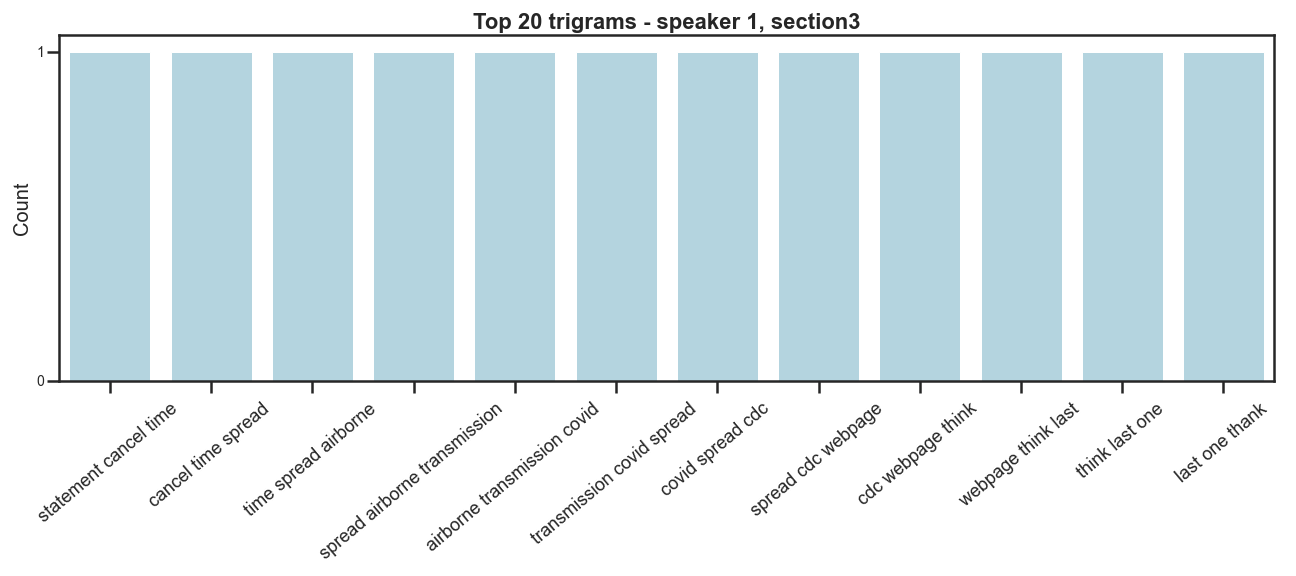 Top 20 trigrams - speaker 1, section3
Count
1
0
statement cancel time
cancel time spread
time spread airborne
spread airborne transmission
airborne transmission covid
transmission covid spread
covid spread cdc
spread cdc webpage
cdc webpage think
webpage think last
think last one
last one thank